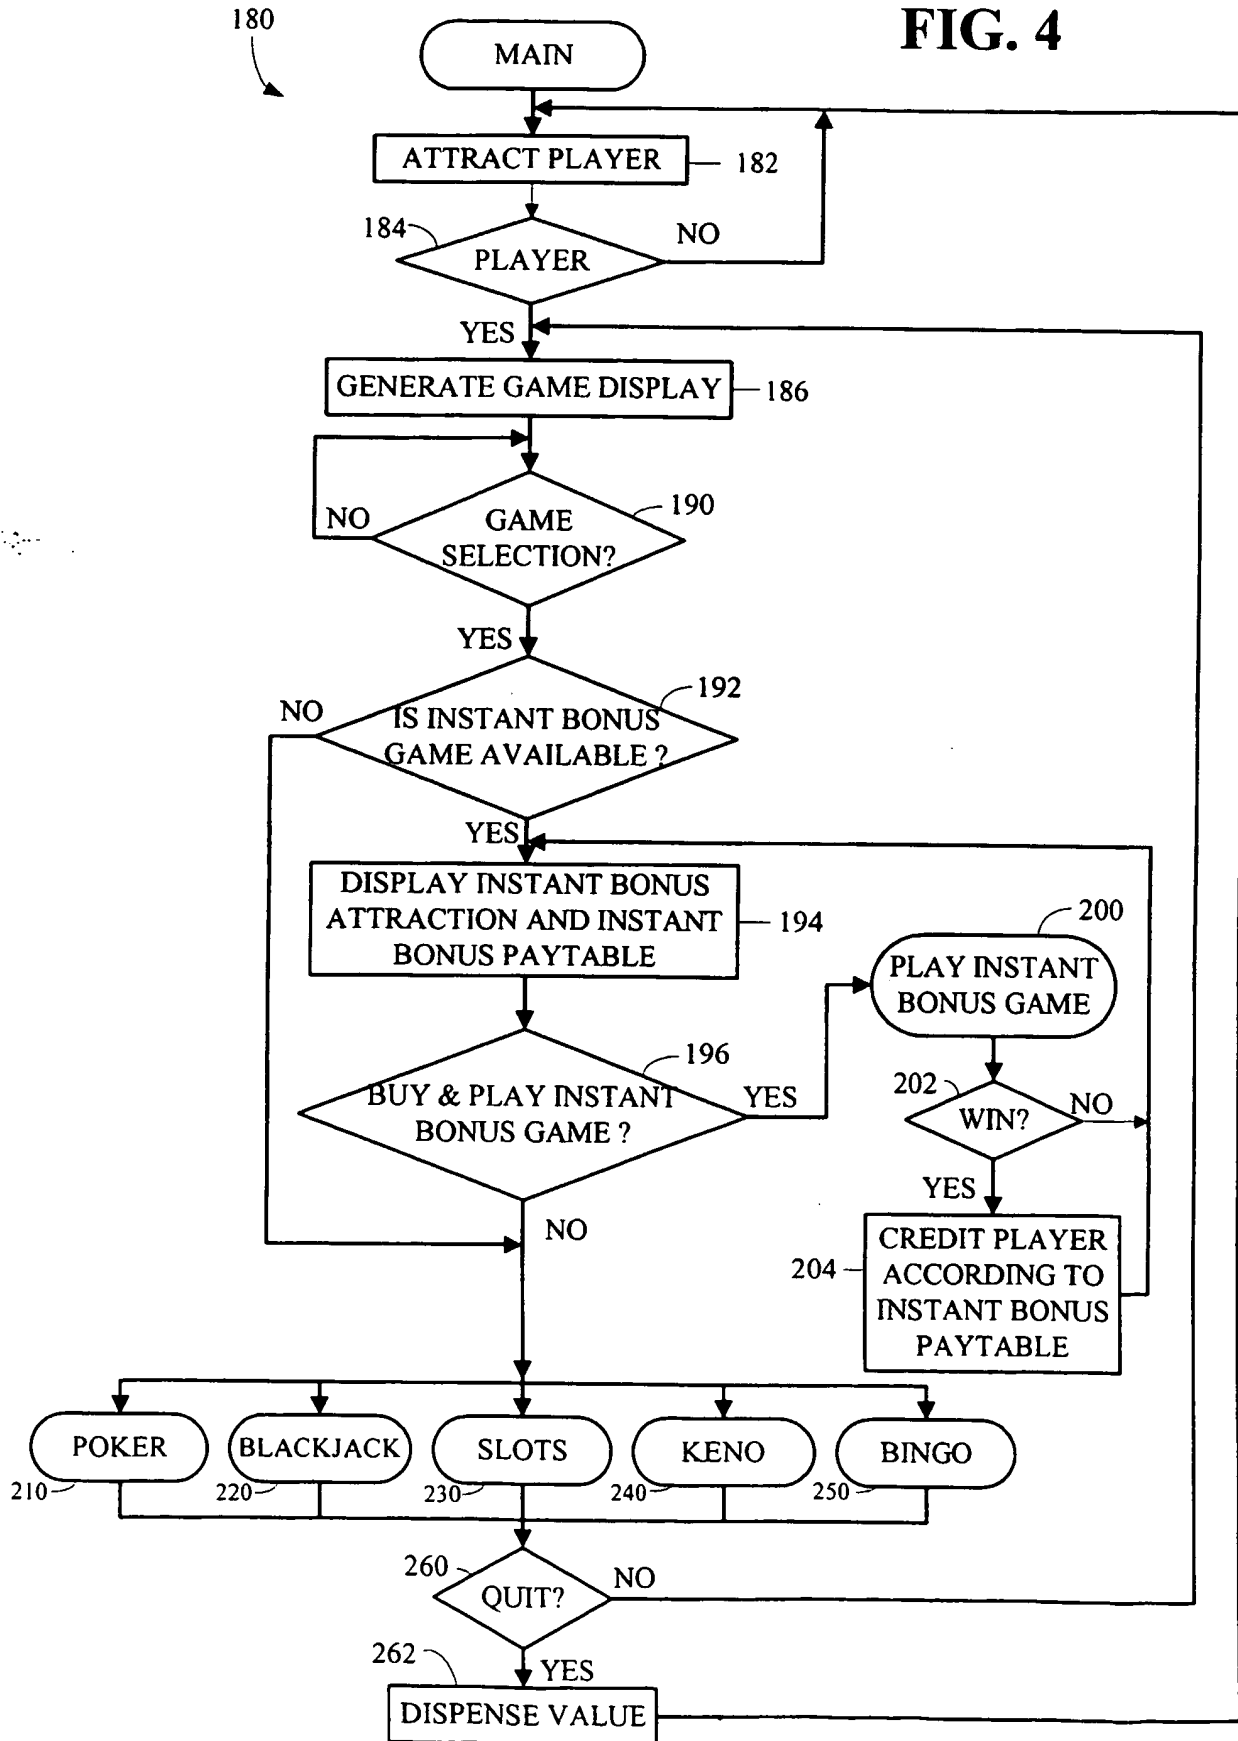 180
FIG. 4
MAIN
ATTRACT PLAYER
182
184
PLAYER
NO
YES
GENERATE GAME DISPLAY
186
190
NO
GAME
SELECTION?
YES
192
NO
IS INSTANT BONUS
GAME AVAILABLE ?
YES
DISPLAY INSTANT BONUS
ATTRACTION AND INSTANT
BONUS PAYTABLE
194
200
PLAY INSTANT
BONUS GAME
196
BUY & PLAY INSTANT
BONUS GAME ?
YES
202
WIN?
NO
YES
NO
204
CREDIT PLAYER
ACCORDING TO
INSTANT BONUS
PAYTABLE
POKER
BLACKJACK
SLOTS
KENO
BINGO
210
220
230
240
250
260
QUIT?
NO
262
YES
DISPENSE VALUE